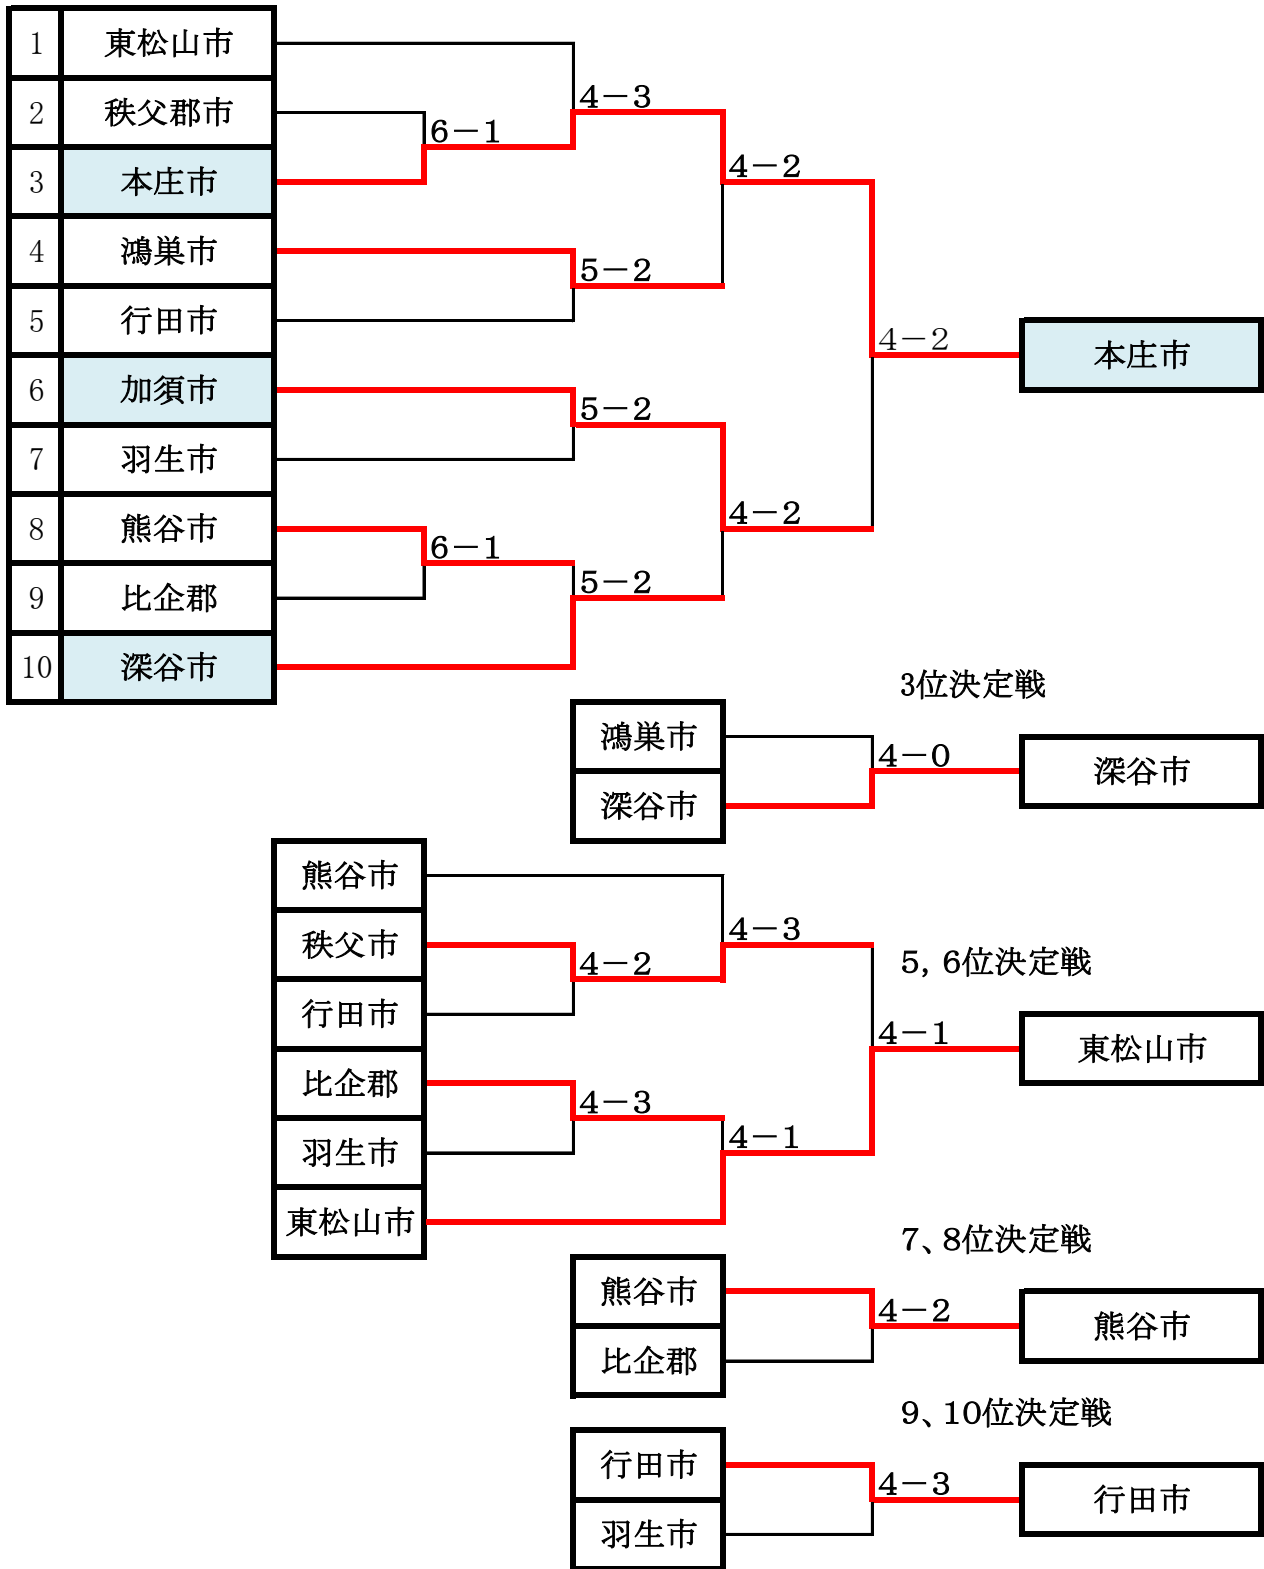 1 東松山市
4－3
2 秩父郡市
6－1
4－2
3 本庄市
4 鴻巣市
5－2
5 行田市
4－2
本庄市
6 加須市
5－2
7 羽生市
4－2
8 熊谷市
6－1
5－2
9 比企郡
10 深谷市
3位決定戦
鴻巣市
4－0
深谷市
深谷市
熊谷市
4－3
秩父市
4－2
5，6位決定戦
行田市
4－1
東松山市
比企郡
4－3
4－1
羽生市
東松山市
7、8位決定戦
熊谷市
4－2
熊谷市
比企郡
9、10位決定戦
行田市
4－3
行田市
羽生市